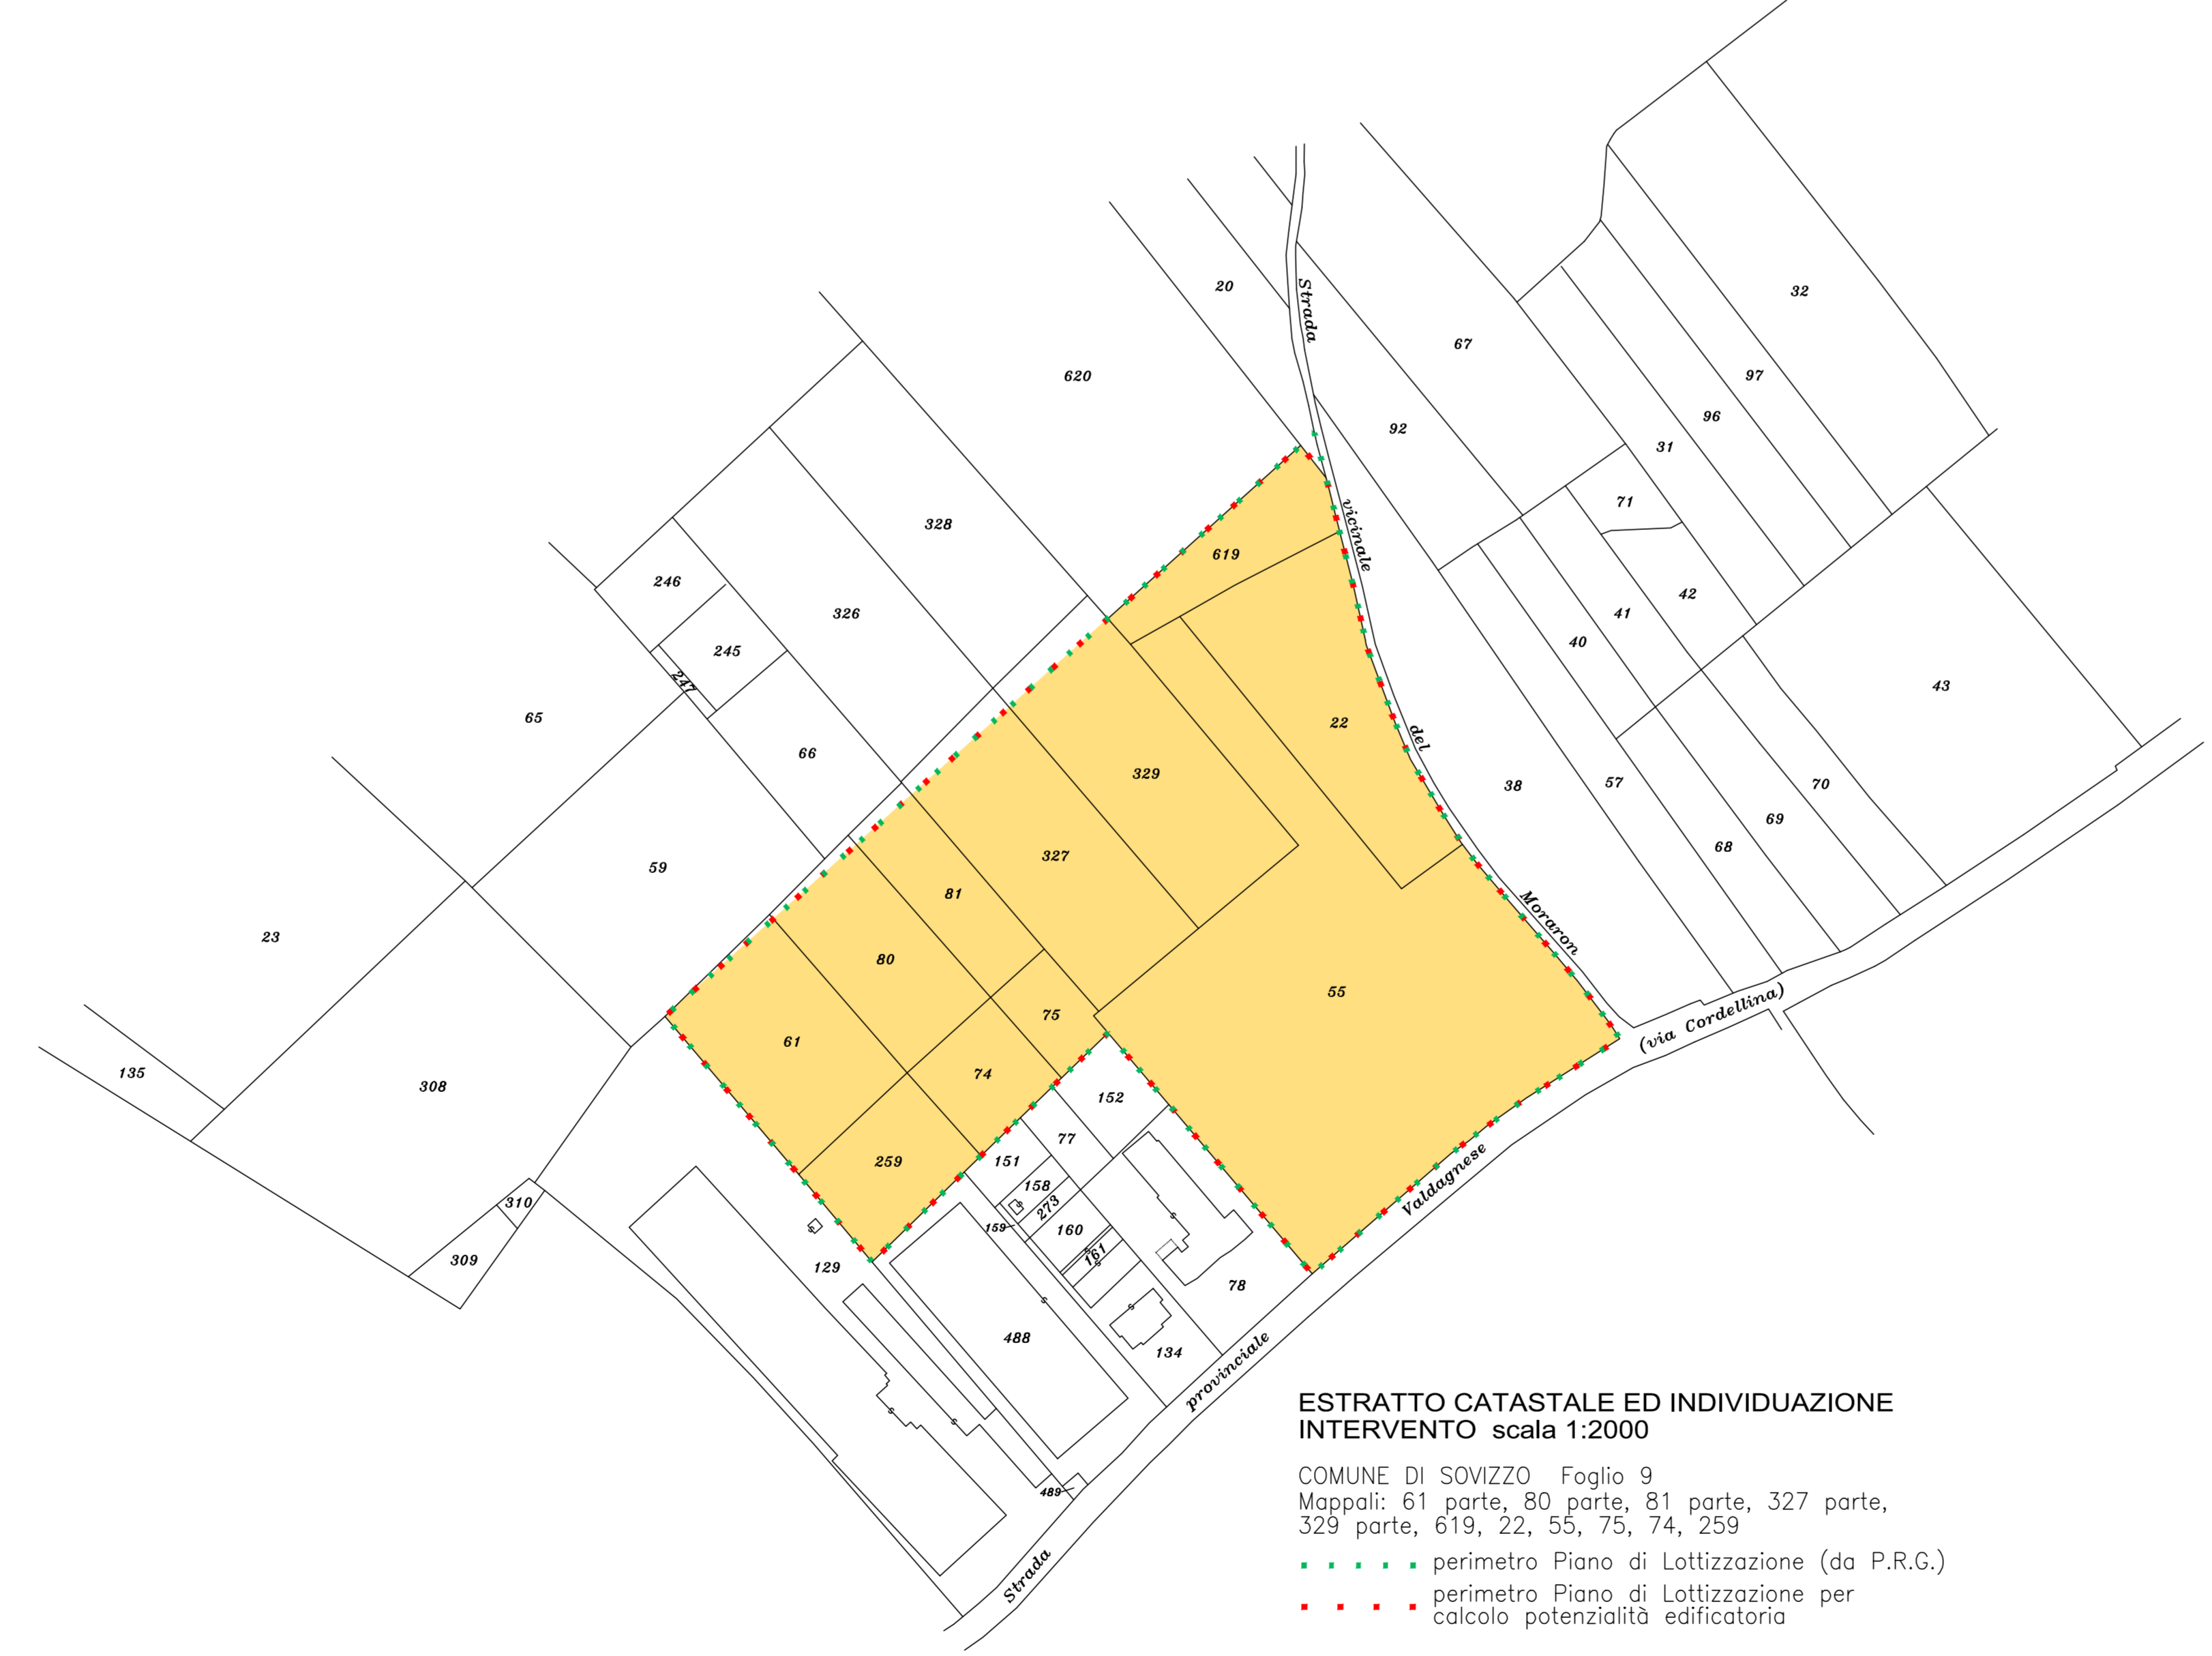 20
32
67
620
97
96
92
31
328
71
619
246
42
326
41
40
245
247
43
65
22
66
329
70
38
57
69
68
327
59
81
23
80
55
75
61
135
74
308
152
77
151
259
158
310
273
159
160
161
309
129
78
488
134
489
S
S
S
S
S
S
S
S
S
Strada
vicinale
del
Moraron
(via Cordellina)
Strada
provinciale
Valdagnese
ESTRATTO CATASTALE ED INDIVIDUAZIONE
INTERVENTO scala 1:2000
COMUNE DI SOVIZZO Foglio 9
Mappali: 61 parte, 80 parte, 81 parte, 327 parte,
329 parte, 619, 22, 55, 75, 74, 259
perimetro Piano di Lottizzazione (da P.R.G.)
perimetro Piano di Lottizzazione per
calcolo potenzialità edificatoria